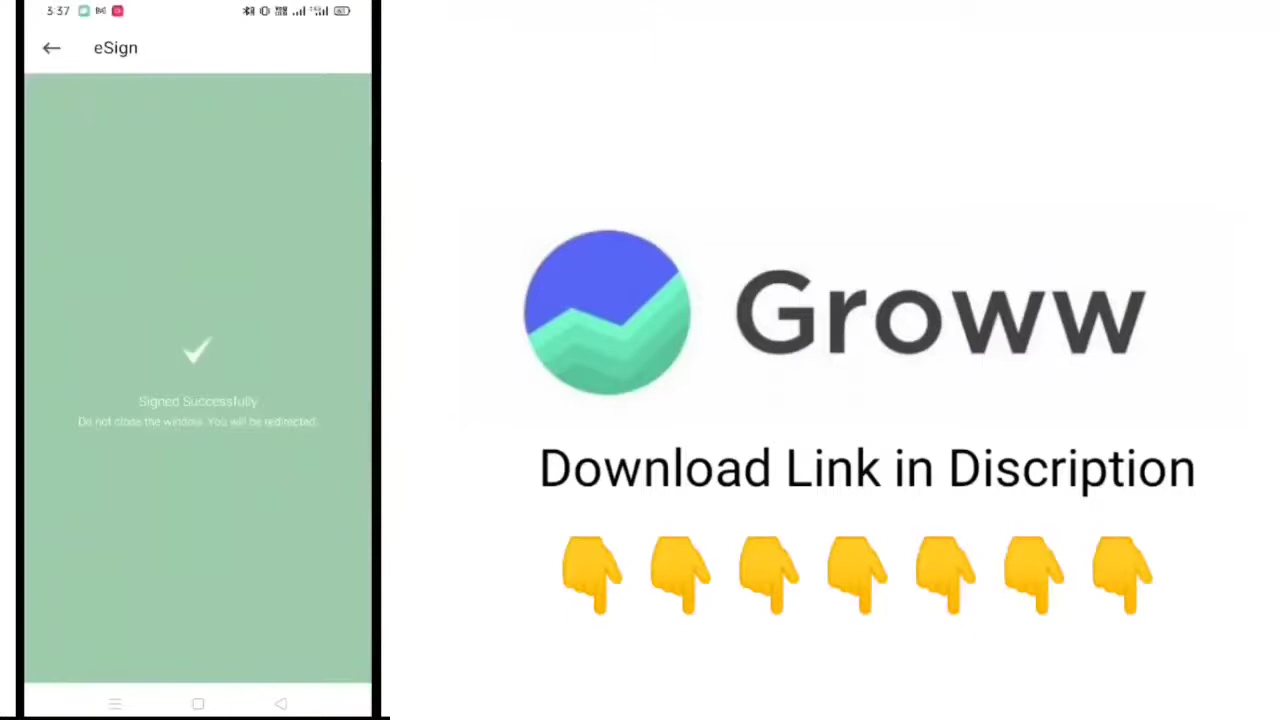 3:37
eSign
Signed Successfully
Do not close the window. You will be redirected.
Groww
Download Link in Discription